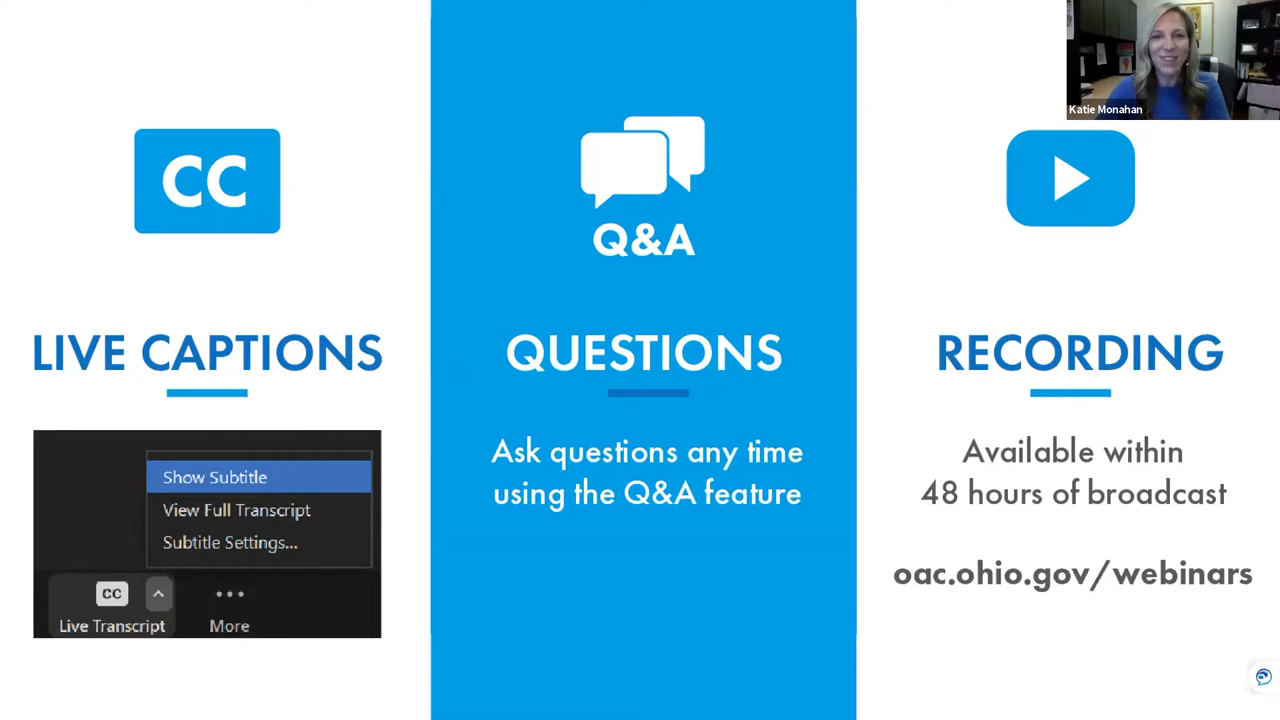 Katie Monahan
CC
LIVE CAPTIONS
Show Subtitle
View Full Transcript
Subtitle Settings...
CC
Live Transcript
More
Q&A
QUESTIONS
Ask questions any time
using the Q&A feature
RECORDING
Available within
48 hours of broadcast
oac.ohio.gov/webinars